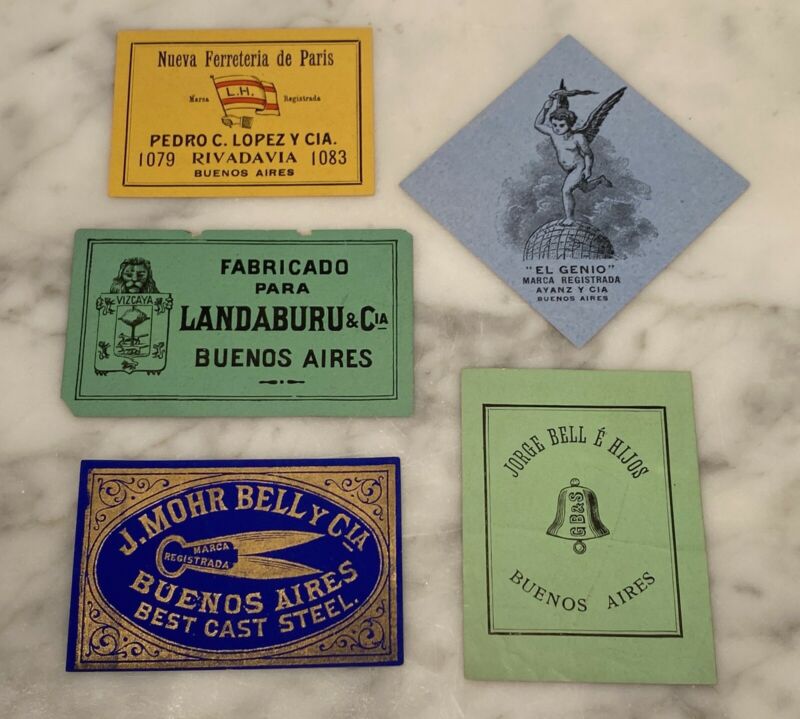 Nueva Ferreteria de Paris
L.H.
Marca Registrada
PEDRO C. LOPEZ Y CIA.
1079 RIVADAVIA 1083
BUENOS AIRES
"EL GENIO"
MARCA REGISTRADA
AYANZ Y CIA
BUENOS AIRES
VIZCAYA
FABRICADO
PARA
LANDABURU & CIA
BUENOS AIRES
J. MOHR BELL Y CIA
MARCA
REGISTRADA
BUENOS AIRES
BEST CAST STEEL.
JORGE BELL É HIJOS
GB&S
BUENOS AIRES